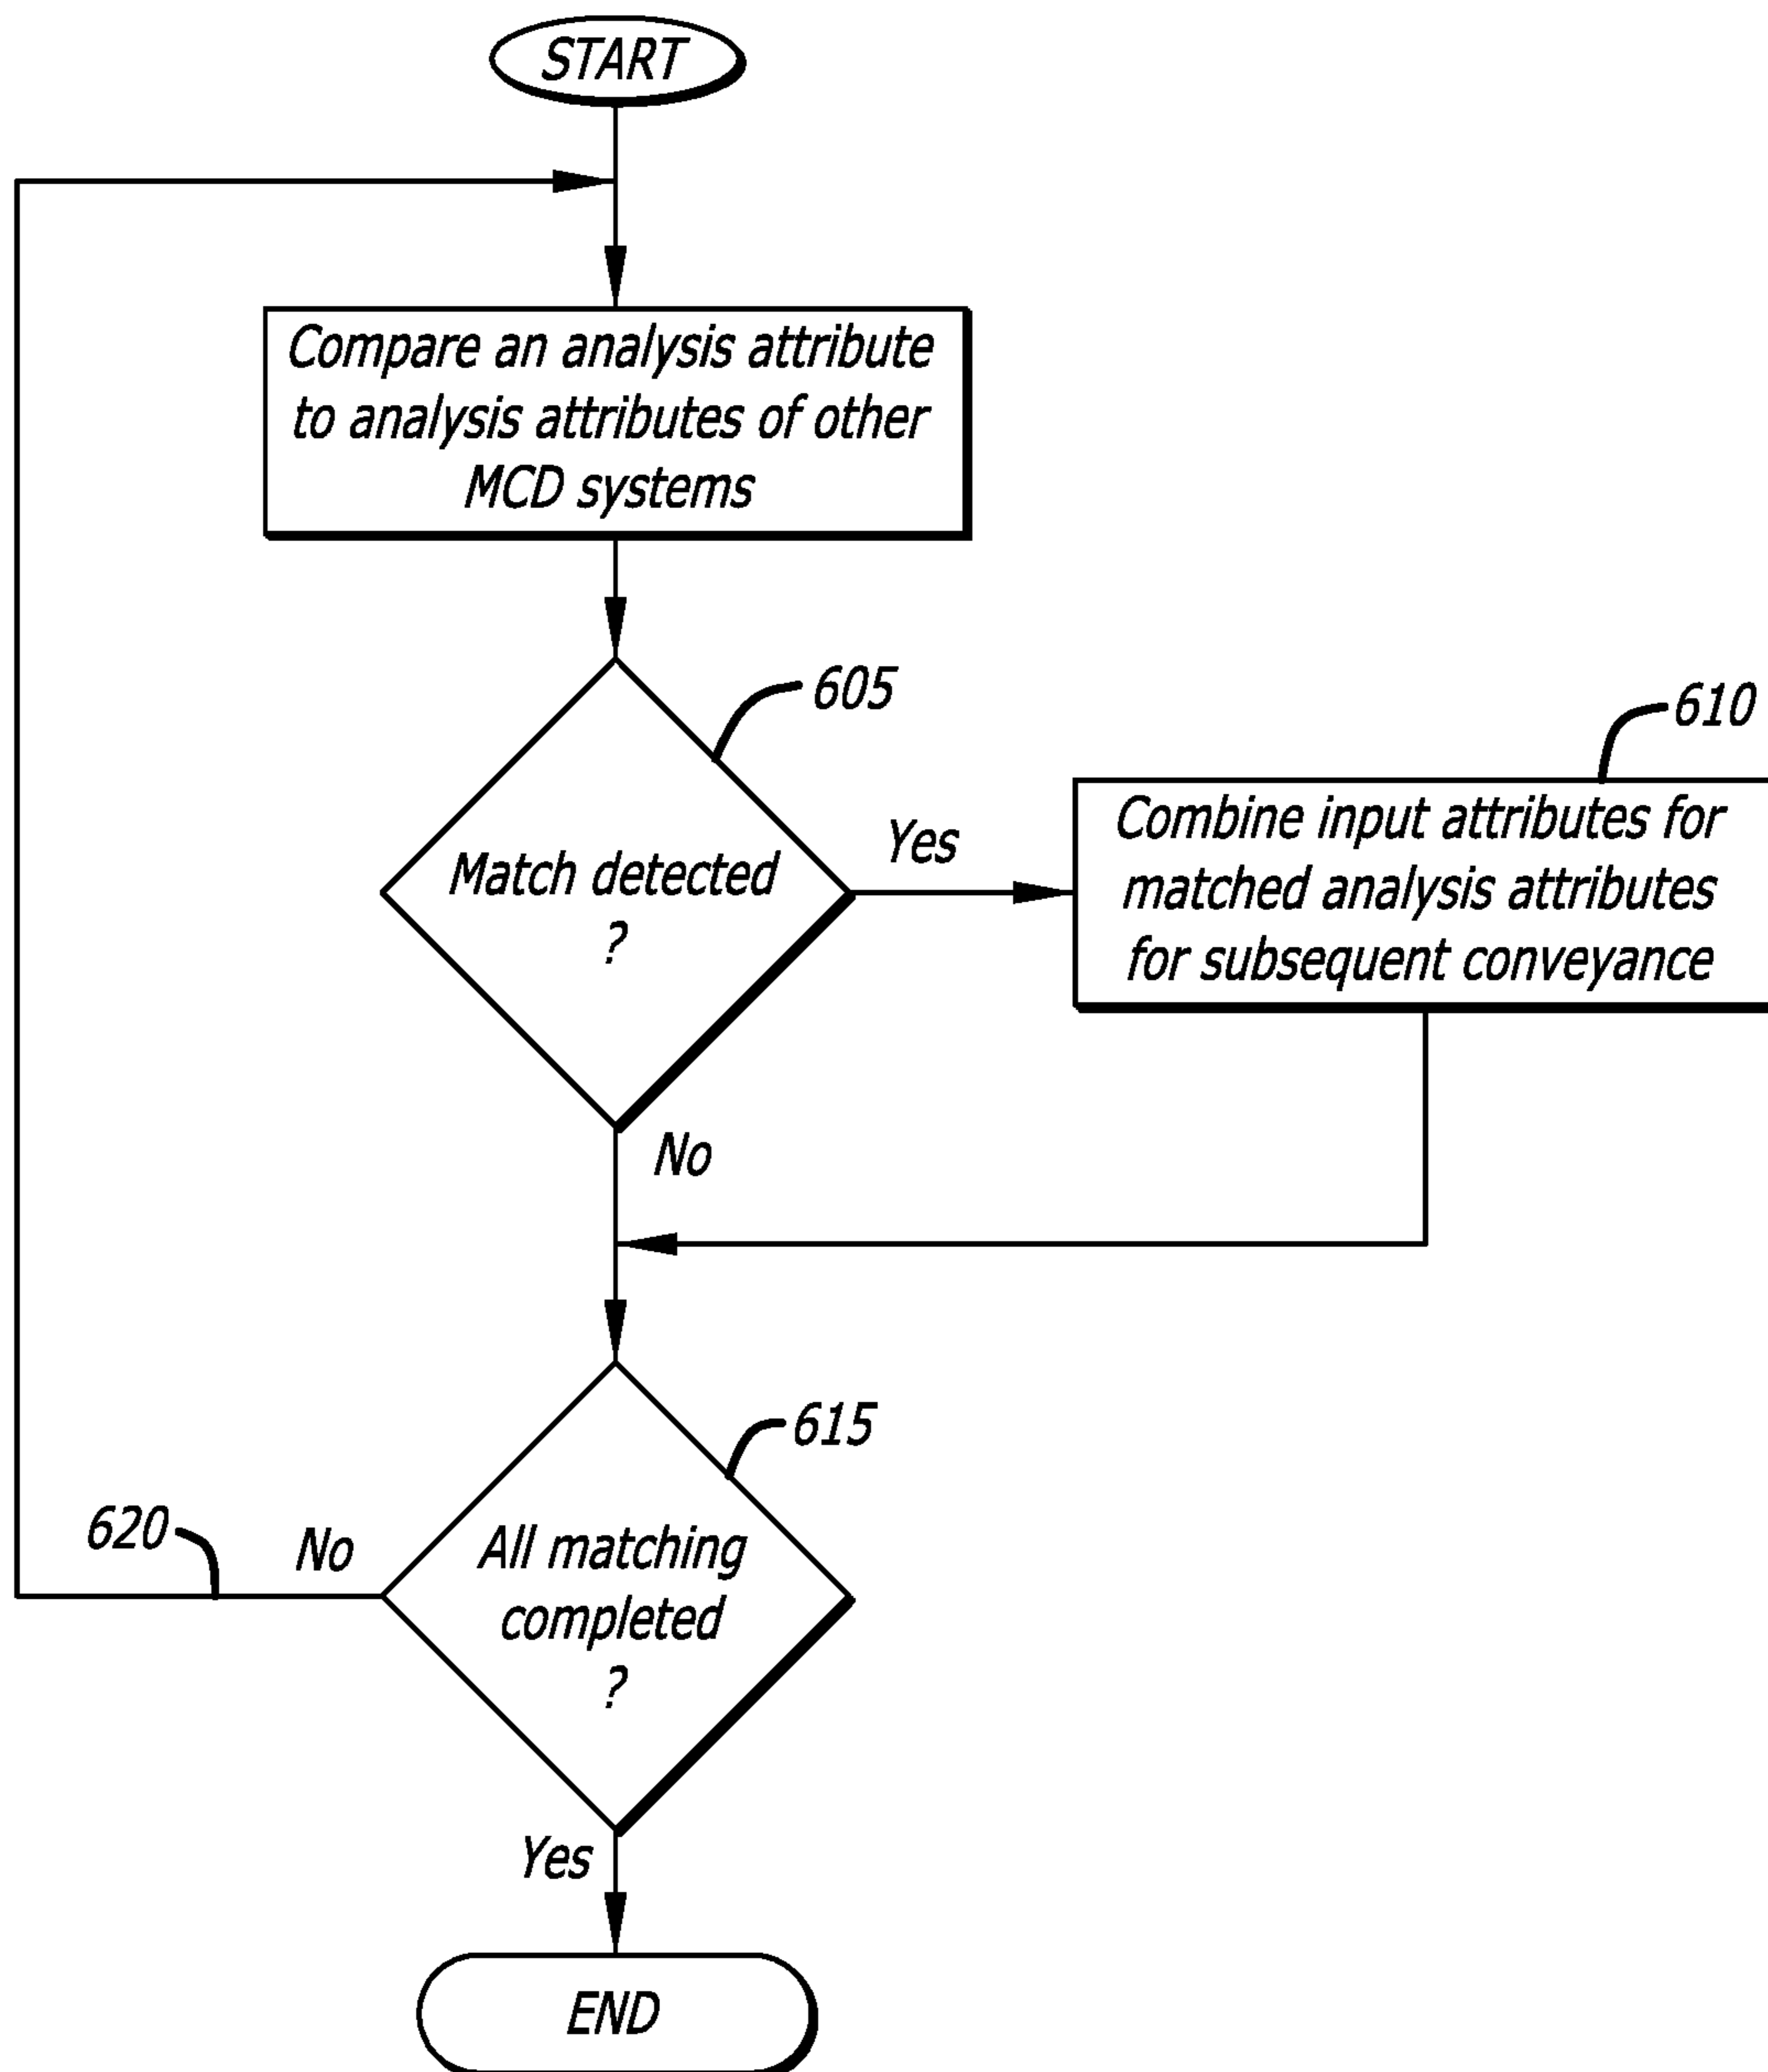 START
Compare an analysis attribute
to analysis attributes of other
MCD systems
605
Match detected
?
Yes
610
Combine input attributes for
matched analysis attributes
for subsequent conveyance
No
615
All matching
completed
?
620
No
Yes
END